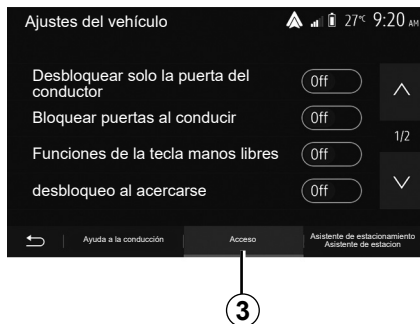 Ajustes del vehículo 27°C 9:20 AM
Desbloquear solo la puerta del
conductor Off
Bloquear puertas al conducir Off
1/2
Funciones de la tecla manos libres Off
desbloqueo al acercarse Off
Ayuda a la conducción Acceso Asistente de estacionamiento
Asistente de estacion
3